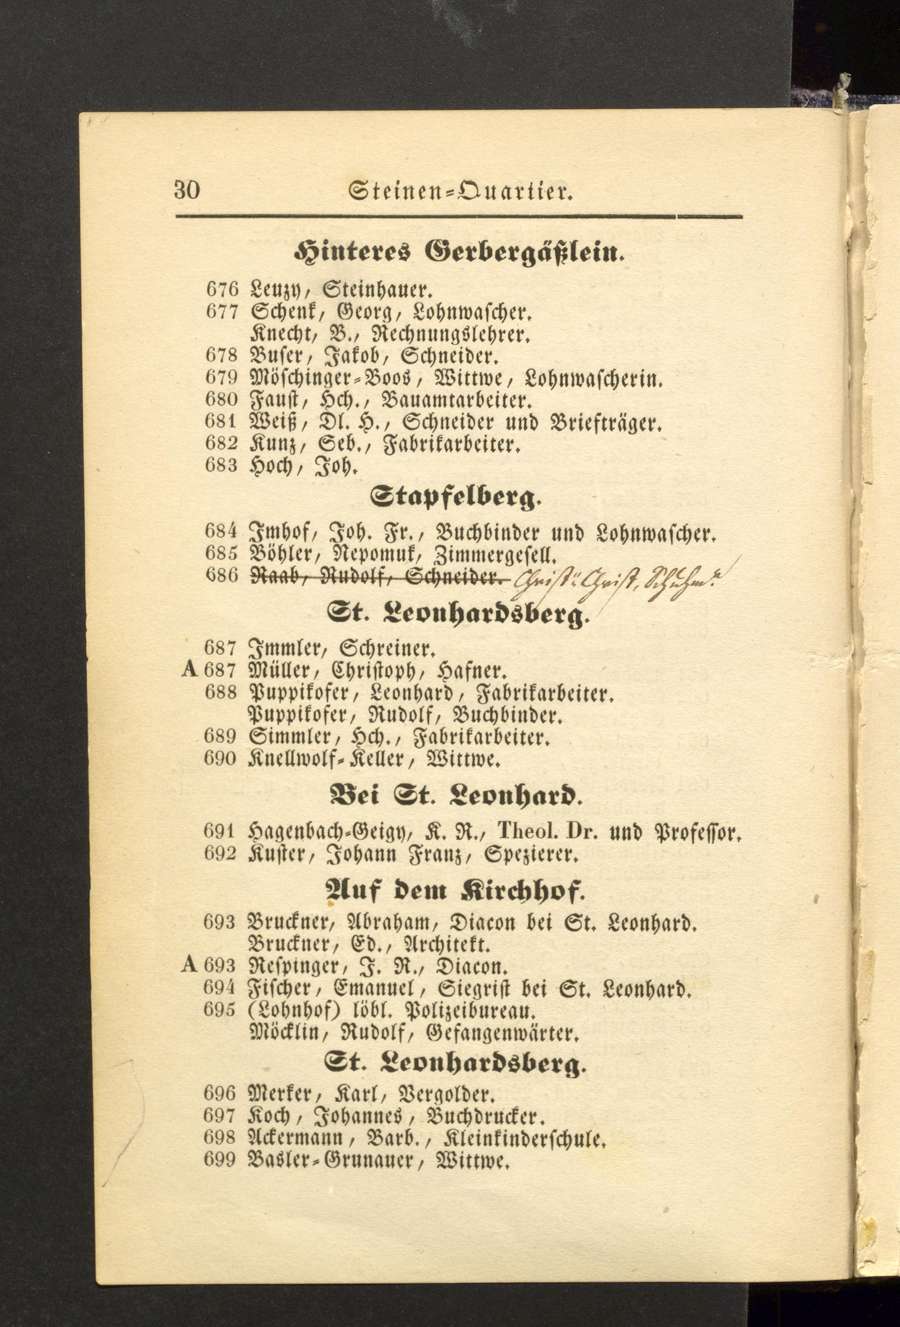 30 Steinen-Quartier.
Hinteres Gerbergäßlein.
676 Leuzy, Steinhauer.
677 Schenk, Georg, Lohnwascher.
Knecht, B., Rechnungslehrer.
678 Buser, Jakob, Schneider.
679 Möschinger-Boos, Wittwe, Lohnwascherin.
680 Faust, Hch., Bauamtarbeiter.
681 Weiß, Dl. H., Schneider und Briefträger.
682 Kunz, Seb., Fabrikarbeiter.
683 Hoch, Joh.
Stapfelberg.
684 Imhof, Joh. Fr., Buchbinder und Lohnwascher.
685 Böhler, Nepomuk, Zimmergesell.
686 Raab, Rudolf, Schneider. Christ, Schuhm.
St. Leonhardsberg.
687 Immler, Schreiner.
A 687 Müller, Christoph, Hafner.
688 Puppikofer, Leonhard, Fabrikarbeiter.
Puppikofer, Rudolf, Buchbinder.
689 Simmler, Hch., Fabrikarbeiter.
690 Knellwolf-Keller, Wittwe.
Bei St. Leonhard.
691 Hagenbach-Geigy, K. R., Theol. Dr. und Professor.
692 Kuster, Johann Franz, Spezierer.
Auf dem Kirchhof.
693 Bruckner, Abraham, Diacon bei St. Leonhard.
Bruckner, Ed., Architekt.
A 693 Respinger, J. R., Diacon.
694 Fischer, Emanuel, Siegrist bei St. Leonhard.
695 (Lohnhof) löbl. Polizeibureau.
Möcklin, Rudolf, Gefangenwärter.
St. Leonhardsberg.
696 Merker, Karl, Vergolder.
697 Koch, Johannes, Buchdrucker.
698 Ackermann, Barb., Kleinkinderschule.
699 Basler-Grunauer, Wittwe.